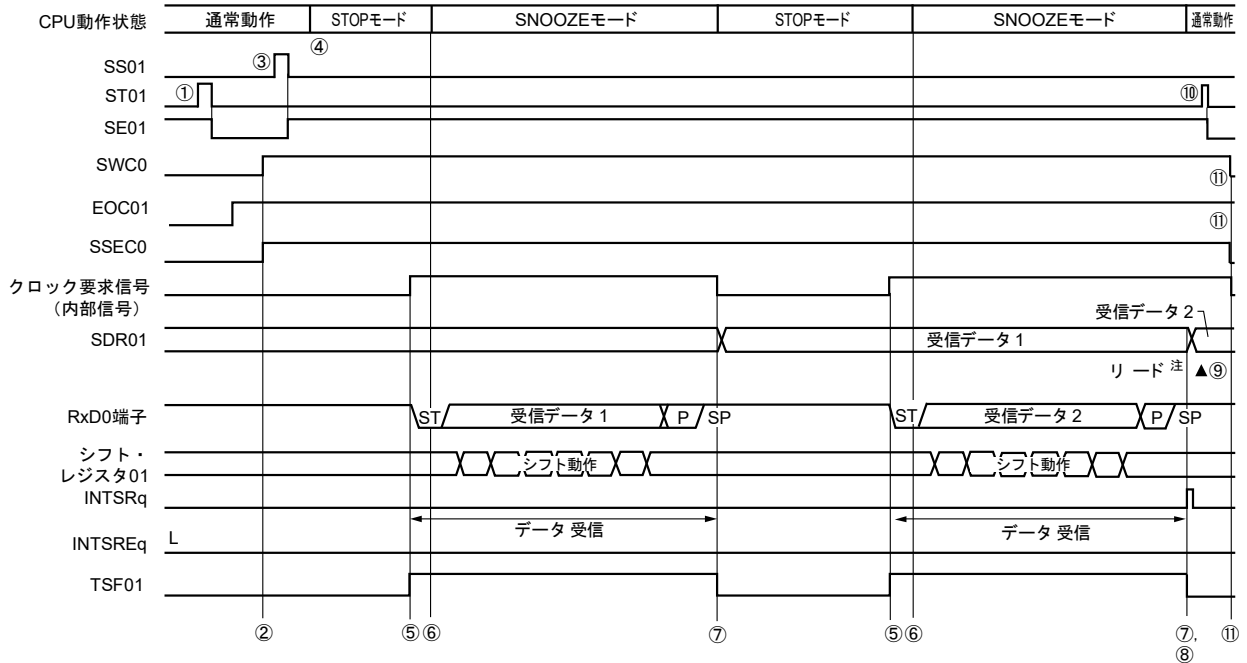 CPU動作状態 通常動作 STOPモード SNOOZEモード STOPモード SNOOZEモード 通常動作
④
SS01 ③
ST01 ① ⑩
SE01
SWC0
⑪
EOC01
⑪
SSEC0
クロック要求信号
（内部信号）
受信データ 2
SDR01 受信データ 1
リード 注 ▲⑨
RxD0端子 ST 受信データ 1 P SP ST 受信データ 2 P SP
シフト・
レジスタ01 シフト動作 シフト動作
INTSRq
データ 受信 データ 受信
INTSREq L
TSF01
② ⑤ ⑥ ⑦ ⑤ ⑥ ⑦, ⑪
⑧